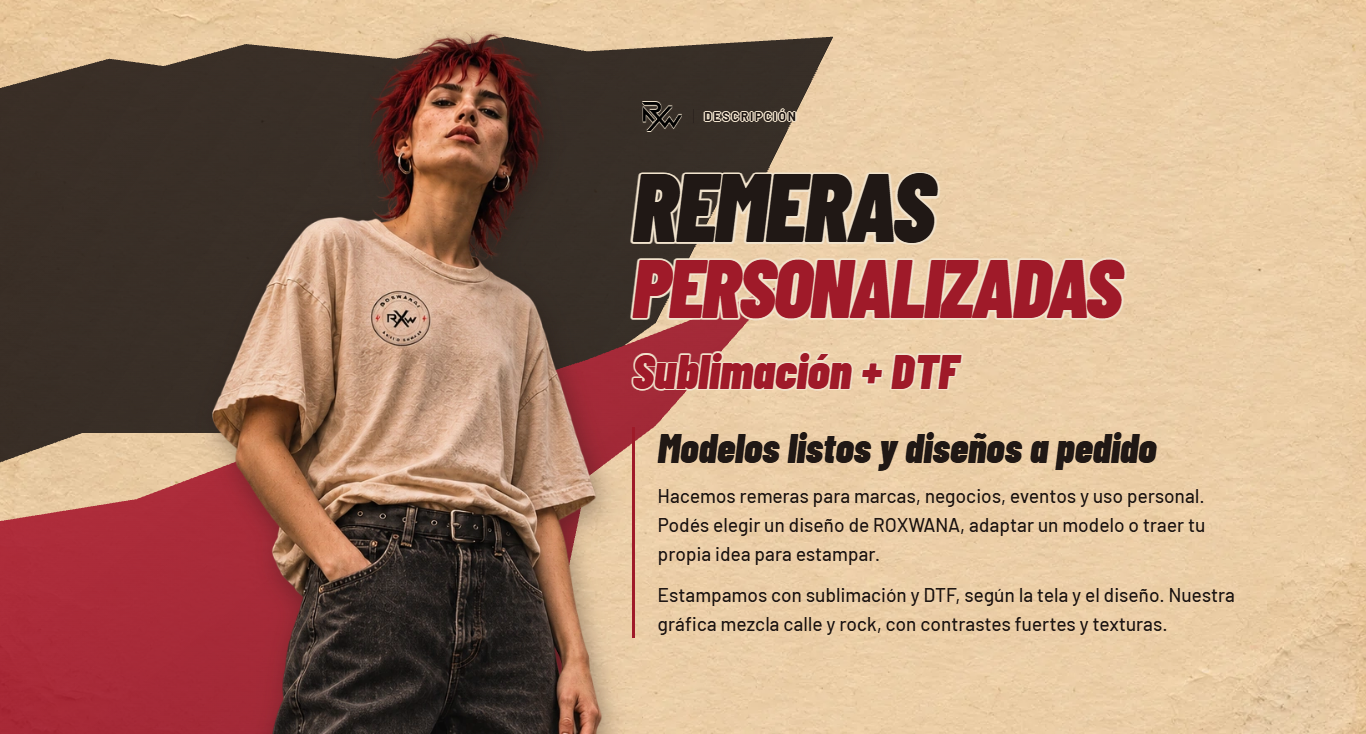 RXW | DESCRIPCIÓN
REMERAS
PERSONALIZADAS
Sublimación + DTF
Modelos listos y diseños a pedido
Hacemos remeras para marcas, negocios, eventos y uso personal.
Podés elegir un diseño de ROXWANA, adaptar un modelo o traer tu
propia idea para estampar.
Estampamos con sublimación y DTF, según la tela y el diseño. Nuestra
gráfica mezcla calle y rock, con contrastes fuertes y texturas.
RXW